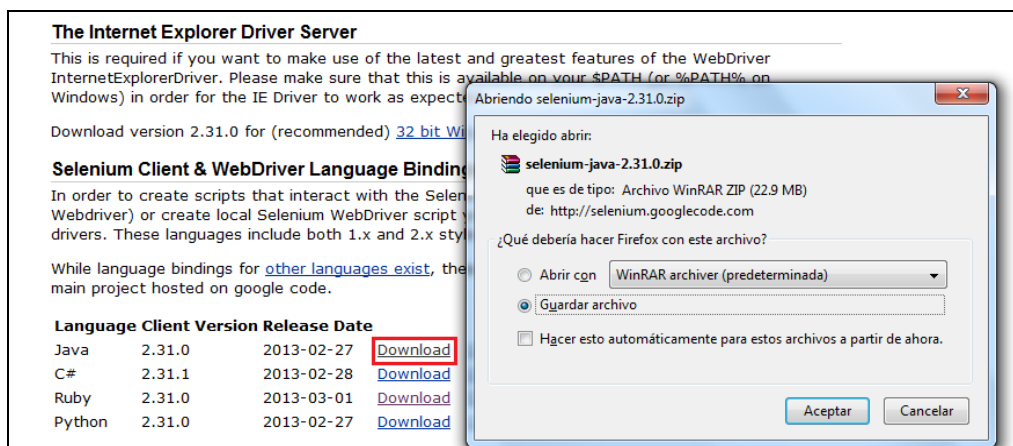 The Internet Explorer Driver Server
This is required if you want to make use of the latest and greatest features of the WebDriver
InternetExplorerDriver. Please make sure that this is available on your $PATH (or %PATH% on
Windows) in order for the IE Driver to work as expecte
Download version 2.31.0 for (recommended) 32 bit Wi
Selenium Client & WebDriver Language Binding
In order to create scripts that interact with the Selen
Webdriver) or create local Selenium WebDriver script y
drivers. These languages include both 1.x and 2.x styl
While language bindings for other languages exist, the
main project hosted on google code.
Language Client Version Release Date
Java 2.31.0 2013-02-27 Download
C# 2.31.1 2013-02-28 Download
Ruby 2.31.0 2013-03-01 Download
Python 2.31.0 2013-02-27 Download
Abriendo selenium-java-2.31.0.zip
Ha elegido abrir:
selenium-java-2.31.0.zip
que es de tipo: Archivo WinRAR ZIP (22.9 MB)
de: http://selenium.googlecode.com
¿Qué debería hacer Firefox con este archivo?
Abrir con WinRAR archiver (predeterminada)
Guardar archivo
Hacer esto automáticamente para estos archivos a partir de ahora.
Aceptar Cancelar